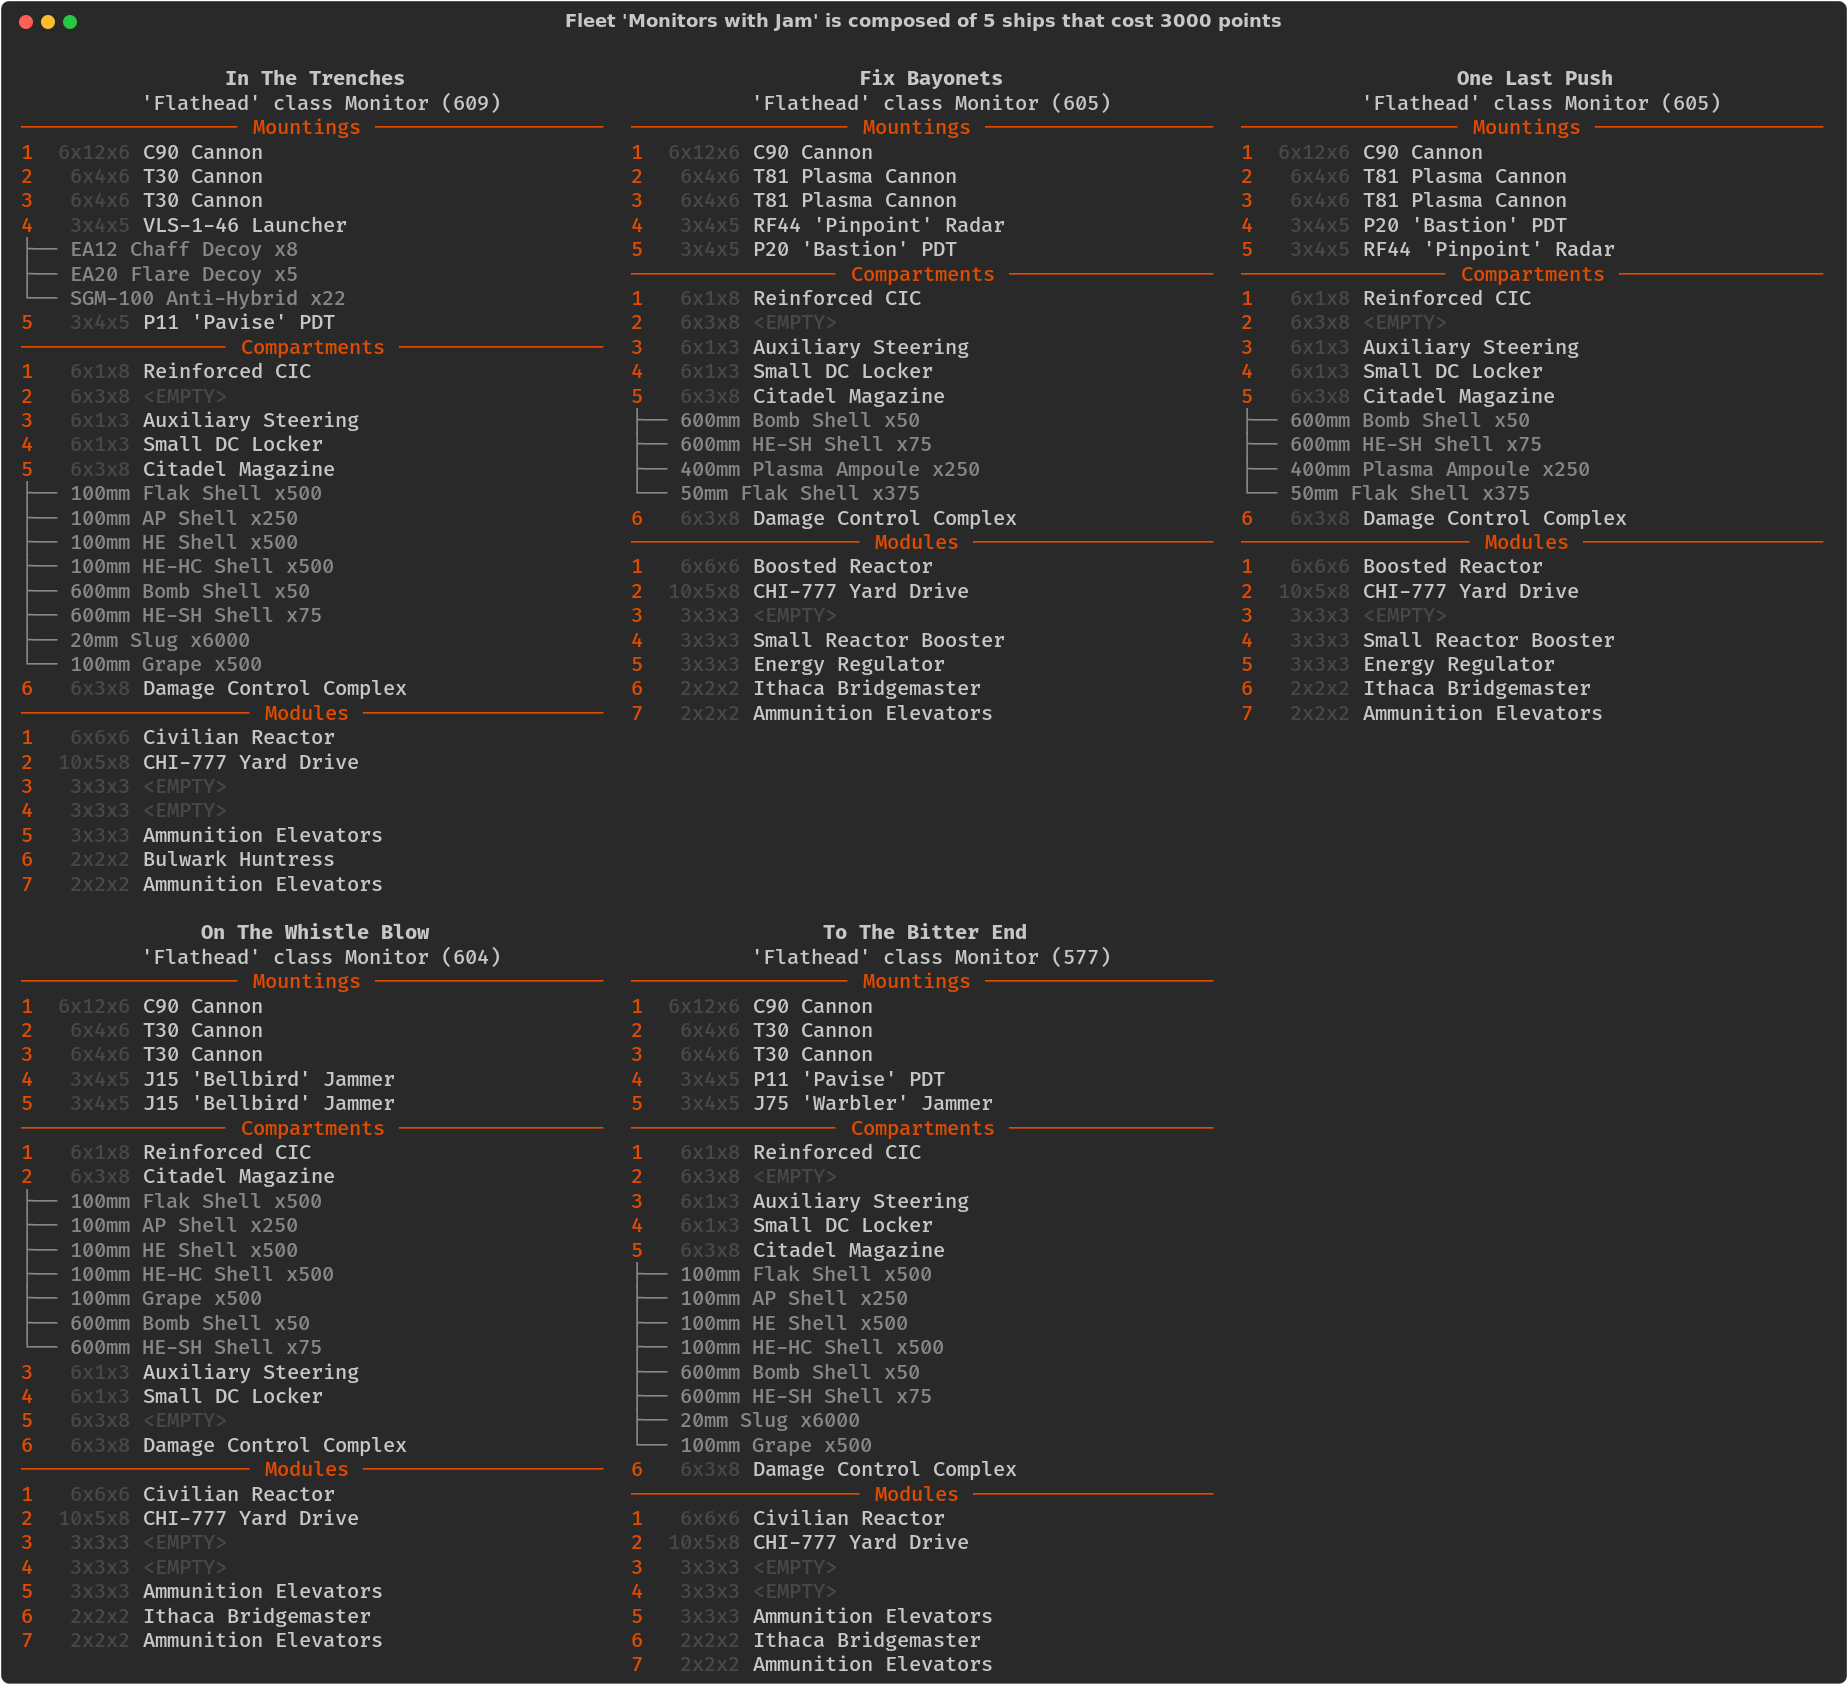 Fleet 'Monitors with Jam' is composed of 5 ships that cost 3000 points
In The Trenches
'Flathead' class Monitor (609)
Mountings
1 6x12x6 C90 Cannon
2 6x4x6 T30 Cannon
3 6x4x6 T30 Cannon
4 3x4x5 VLS-1-46 Launcher
EA12 Chaff Decoy x8
EA20 Flare Decoy x5
SGM-100 Anti-Hybrid x22
5 3x4x5 P11 'Pavise' PDT
Compartments
1 6x1x8 Reinforced CIC
2 6x3x8 <EMPTY>
3 6x1x3 Auxiliary Steering
4 6x1x3 Small DC Locker
5 6x3x8 Citadel Magazine
100mm Flak Shell x500
100mm AP Shell x250
100mm HE Shell x500
100mm HE-HC Shell x500
600mm Bomb Shell x50
600mm HE-SH Shell x75
20mm Slug x6000
100mm Grape x500
6 6x3x8 Damage Control Complex
Modules
1 6x6x6 Civilian Reactor
2 10x5x8 CHI-777 Yard Drive
3 3x3x3 <EMPTY>
4 3x3x3 <EMPTY>
5 3x3x3 Ammunition Elevators
6 2x2x2 Bulwark Huntress
7 2x2x2 Ammunition Elevators
Fix Bayonets
'Flathead' class Monitor (605)
Mountings
1 6x12x6 C90 Cannon
2 6x4x6 T81 Plasma Cannon
3 6x4x6 T81 Plasma Cannon
4 3x4x5 RF44 'Pinpoint' Radar
5 3x4x5 P20 'Bastion' PDT
Compartments
1 6x1x8 Reinforced CIC
2 6x3x8 <EMPTY>
3 6x1x3 Auxiliary Steering
4 6x1x3 Small DC Locker
5 6x3x8 Citadel Magazine
600mm Bomb Shell x50
600mm HE-SH Shell x75
400mm Plasma Ampoule x250
50mm Flak Shell x375
6 6x3x8 Damage Control Complex
Modules
1 6x6x6 Boosted Reactor
2 10x5x8 CHI-777 Yard Drive
3 3x3x3 <EMPTY>
4 3x3x3 Small Reactor Booster
5 3x3x3 Energy Regulator
6 2x2x2 Ithaca Bridgemaster
7 2x2x2 Ammunition Elevators
One Last Push
'Flathead' class Monitor (605)
Mountings
1 6x12x6 C90 Cannon
2 6x4x6 T81 Plasma Cannon
3 6x4x6 T81 Plasma Cannon
4 3x4x5 P20 'Bastion' PDT
5 3x4x5 RF44 'Pinpoint' Radar
Compartments
1 6x1x8 Reinforced CIC
2 6x3x8 <EMPTY>
3 6x1x3 Auxiliary Steering
4 6x1x3 Small DC Locker
5 6x3x8 Citadel Magazine
600mm Bomb Shell x50
600mm HE-SH Shell x75
400mm Plasma Ampoule x250
50mm Flak Shell x375
6 6x3x8 Damage Control Complex
Modules
1 6x6x6 Boosted Reactor
2 10x5x8 CHI-777 Yard Drive
3 3x3x3 <EMPTY>
4 3x3x3 Small Reactor Booster
5 3x3x3 Energy Regulator
6 2x2x2 Ithaca Bridgemaster
7 2x2x2 Ammunition Elevators
On The Whistle Blow
'Flathead' class Monitor (604)
Mountings
1 6x12x6 C90 Cannon
2 6x4x6 T30 Cannon
3 6x4x6 T30 Cannon
4 3x4x5 J15 'Bellbird' Jammer
5 3x4x5 J15 'Bellbird' Jammer
Compartments
1 6x1x8 Reinforced CIC
2 6x3x8 Citadel Magazine
100mm Flak Shell x500
100mm AP Shell x250
100mm HE Shell x500
100mm HE-HC Shell x500
100mm Grape x500
600mm Bomb Shell x50
600mm HE-SH Shell x75
3 6x1x3 Auxiliary Steering
4 6x1x3 Small DC Locker
5 6x3x8 <EMPTY>
6 6x3x8 Damage Control Complex
Modules
1 6x6x6 Civilian Reactor
2 10x5x8 CHI-777 Yard Drive
3 3x3x3 <EMPTY>
4 3x3x3 <EMPTY>
5 3x3x3 Ammunition Elevators
6 2x2x2 Ithaca Bridgemaster
7 2x2x2 Ammunition Elevators
To The Bitter End
'Flathead' class Monitor (577)
Mountings
1 6x12x6 C90 Cannon
2 6x4x6 T30 Cannon
3 6x4x6 T30 Cannon
4 3x4x5 P11 'Pavise' PDT
5 3x4x5 J75 'Warbler' Jammer
Compartments
1 6x1x8 Reinforced CIC
2 6x3x8 <EMPTY>
3 6x1x3 Auxiliary Steering
4 6x1x3 Small DC Locker
5 6x3x8 Citadel Magazine
100mm Flak Shell x500
100mm AP Shell x250
100mm HE Shell x500
100mm HE-HC Shell x500
600mm Bomb Shell x50
600mm HE-SH Shell x75
20mm Slug x6000
100mm Grape x500
6 6x3x8 Damage Control Complex
Modules
1 6x6x6 Civilian Reactor
2 10x5x8 CHI-777 Yard Drive
3 3x3x3 <EMPTY>
4 3x3x3 <EMPTY>
5 3x3x3 Ammunition Elevators
6 2x2x2 Ithaca Bridgemaster
7 2x2x2 Ammunition Elevators